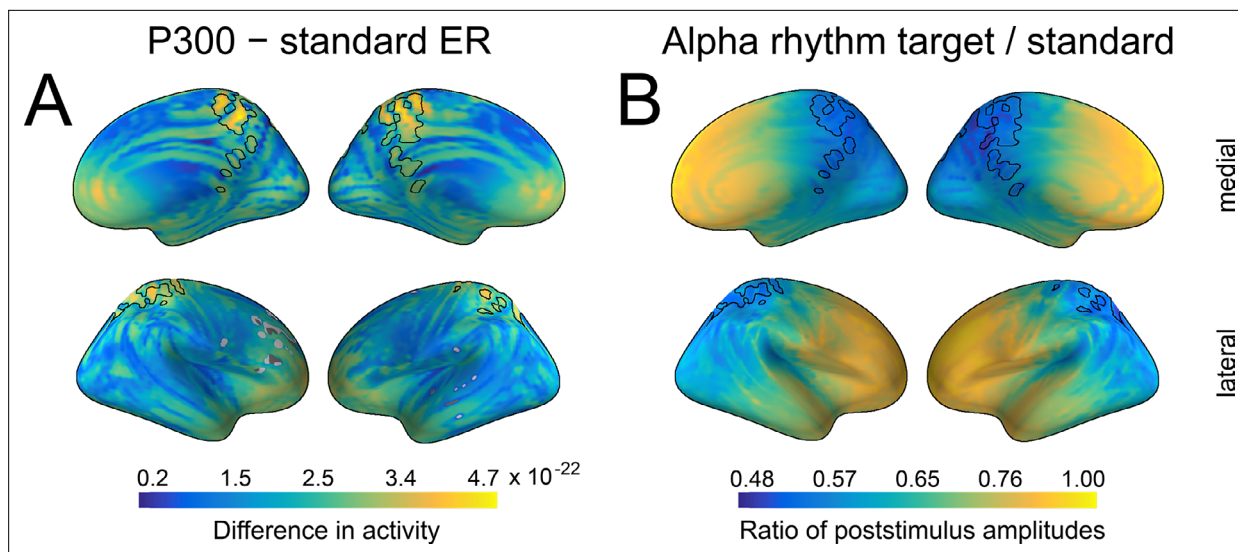 P300 – standard ER
Alpha rhythm target / standard
A
B
medial
lateral
0.2 1.5 2.5 3.4 4.7 x 10-22
Difference in activity
0.48 0.57 0.65 0.76 1.00
Ratio of poststimulus amplitudes